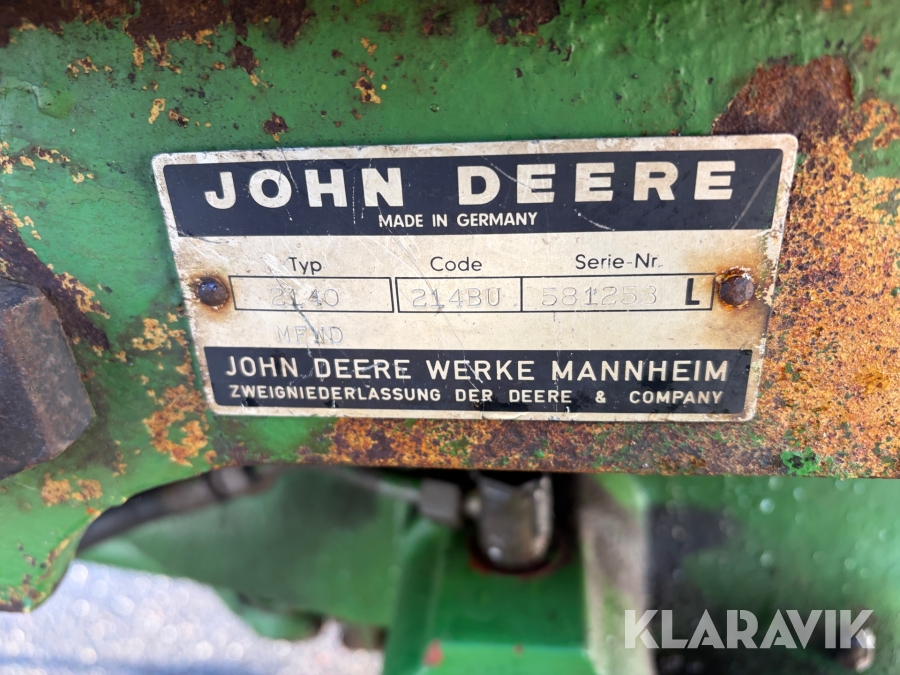 JOHN DEERE
MADE IN GERMANY
Typ Code Serie-Nr.
2140 214BU 581253 L
MFWD
JOHN DEERE WERKE MANNHEIM
ZWEIGNIEDERLASSUNG DER DEERE & COMPANY
KLARAVIK